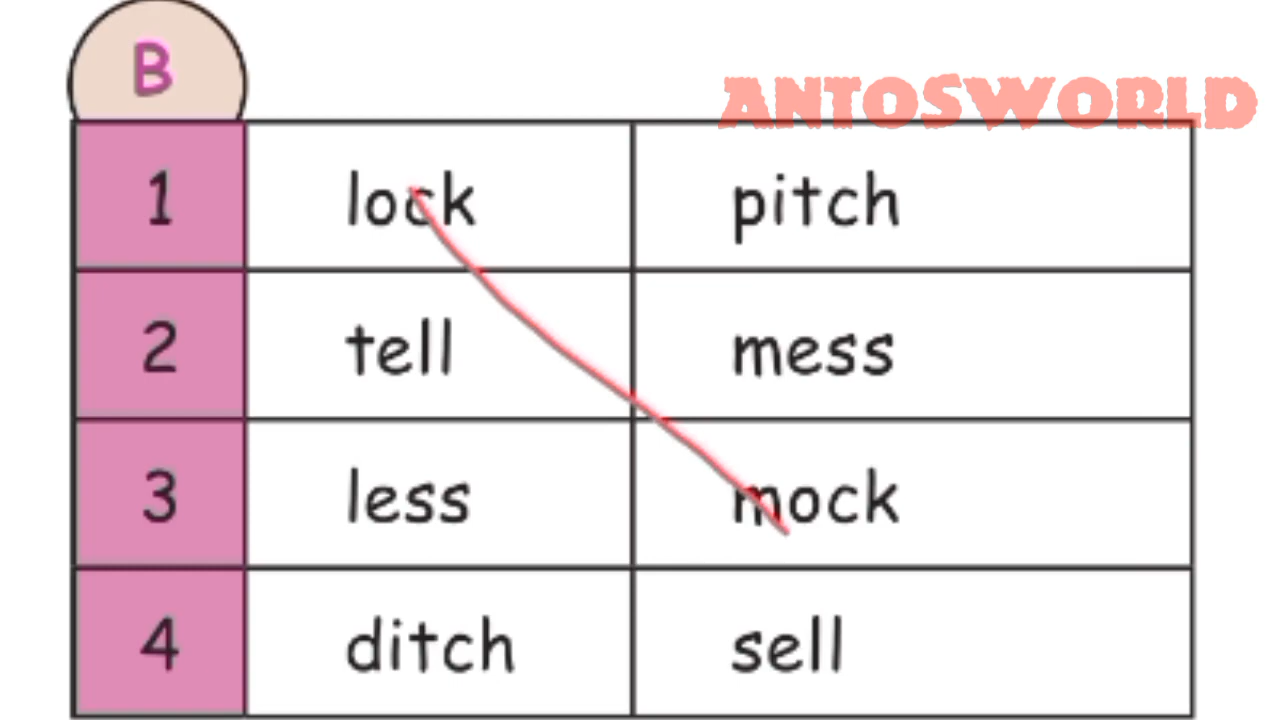 B
ANTOSWORLD
1 lock pitch
2 tell mess
3 less mock
4 ditch sell